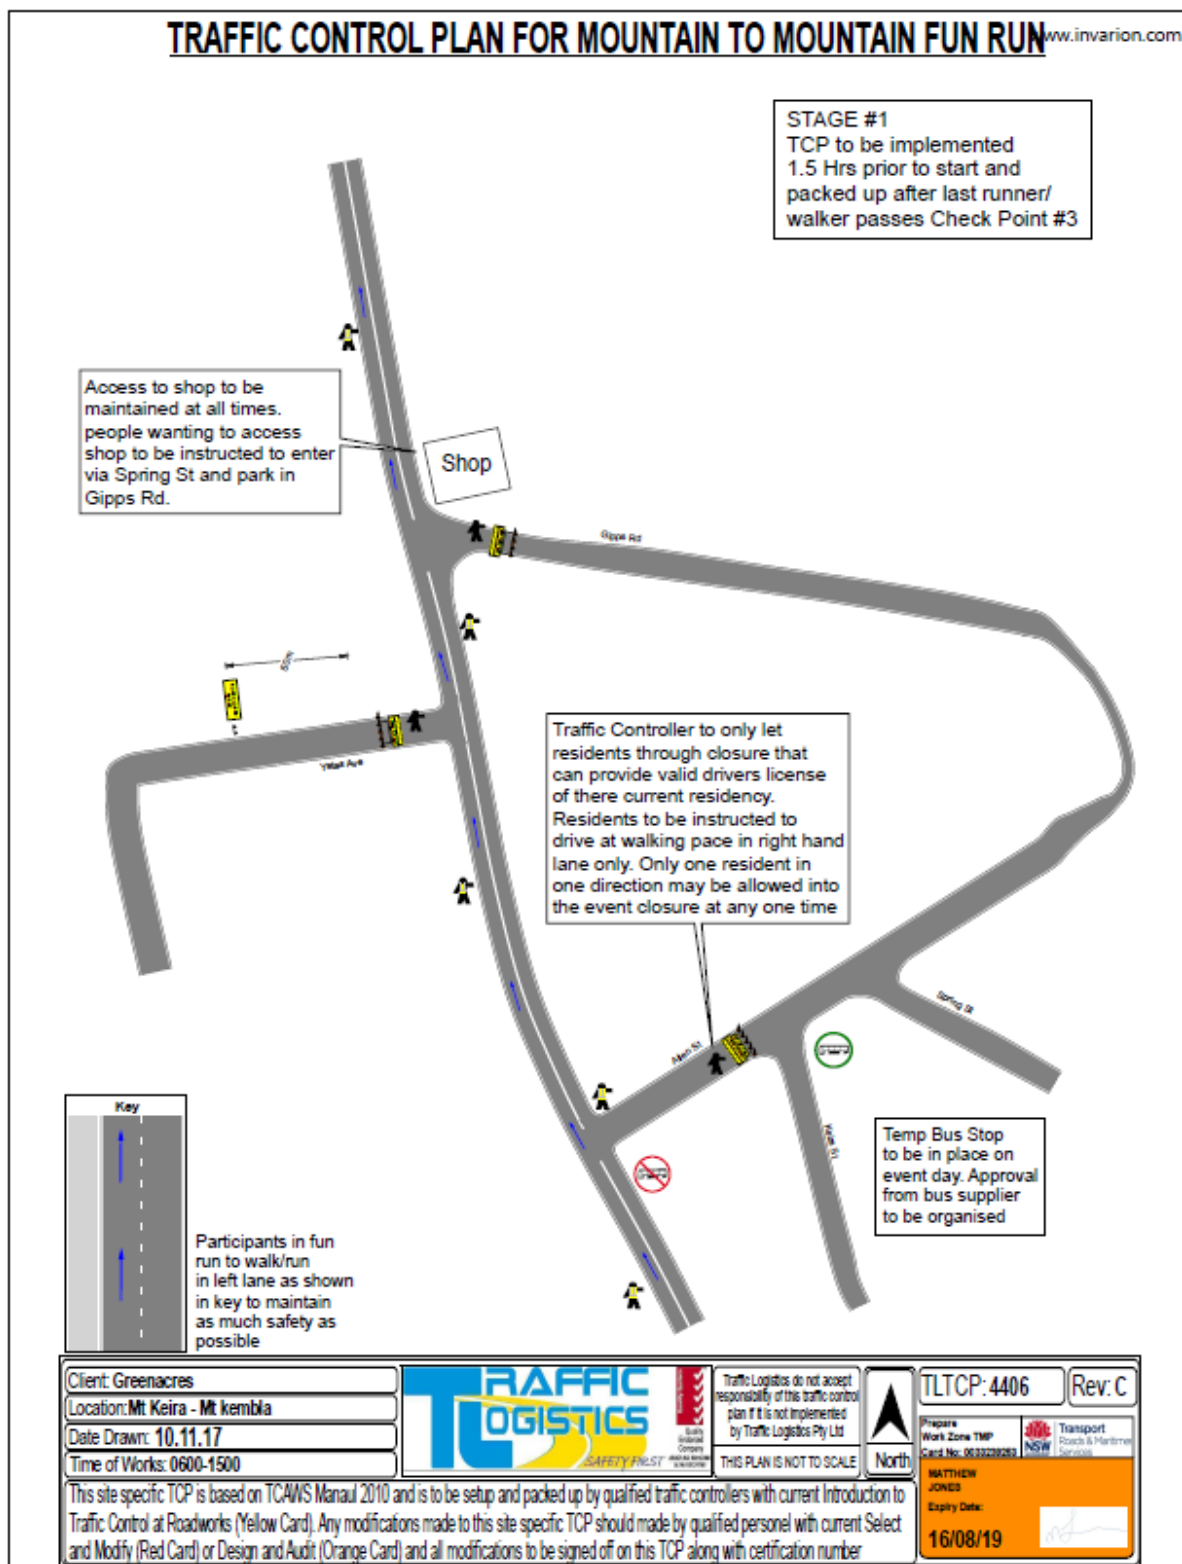 TRAFFIC CONTROL PLAN FOR MOUNTAIN TO MOUNTAIN FUN RUN
www.invarion.com
STAGE #1
TCP to be implemented
1.5 Hrs prior to start and
packed up after last runner/
walker passes Check Point #3
Access to shop to be
maintained at all times.
people wanting to access
shop to be instructed to enter
via Spring St and park in
Gipps Rd.
Shop
Gipps Rd
Traffic Controller to only let
residents through closure that
can provide valid drivers license
of there current residency.
Residents to be instructed to
drive at walking pace in right hand
lane only. Only one resident in
one direction may be allowed into
the event closure at any one time
Spring St
Allen St
Temp Bus Stop
to be in place on
event day. Approval
from bus supplier
to be organised
Key
Participants in fun
run to walk/run
in left lane as shown
in key to maintain
as much safety as
possible
Client: Greenacres
Location: Mt Keira - Mt kembla
Date Drawn: 10.11.17
Time of Works: 0600-1500
TRAFFIC
LOGISTICS
SAFETY FIRST
Quality
Endorsed
Company
Traffic Logistics do not accept
responsibility of this traffic control
plan if it is not implemented
by Traffic Logistics Pty Ltd
THIS PLAN IS NOT TO SCALE
North
TLTCP: 4406
Rev: C
Prepare
Work Zone TMP
Card No:
NSW
Transport
Roads & Maritime
Services
MATTHEW
JONES
Expiry Date:
16/08/19
This site specific TCP is based on TCAWS Manaul 2010 and is to be setup and packed up by qualified traffic controllers with current Introduction to
Traffic Control at Roadworks (Yellow Card). Any modifications made to this site specific TCP should made by qualified personel with current Select
and Modify (Red Card) or Design and Audit (Orange Card) and all modifications to be signed off on this TCP along with certification number